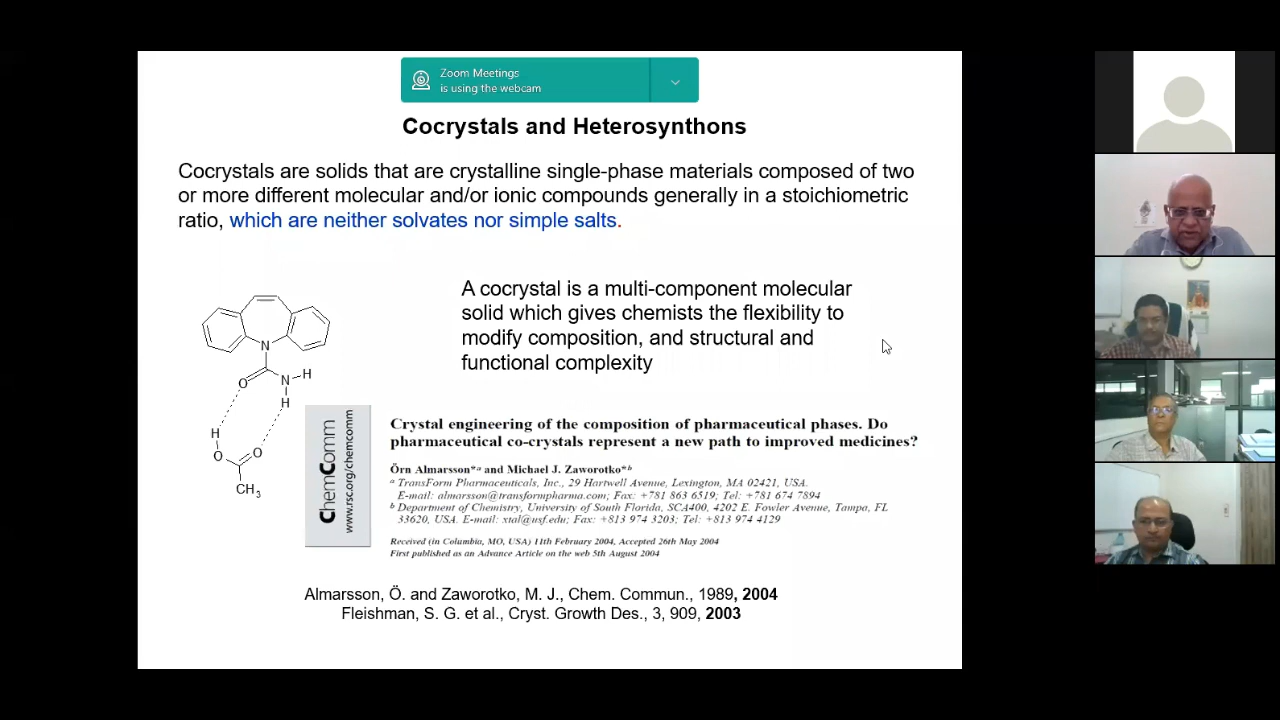 Zoom Meetings
is using the webcam
Cocrystals and Heterosynthons
Cocrystals are solids that are crystalline single-phase materials composed of two
or more different molecular and/or ionic compounds generally in a stoichiometric
ratio, which are neither solvates nor simple salts.
A cocrystal is a multi-component molecular
solid which gives chemists the flexibility to
modify composition, and structural and
functional complexity
N
O
N
H
H
H
O
O
CH3
ChemComm
www.rsc.org/chemcomm
Crystal engineering of the composition of pharmaceutical phases. Do
pharmaceutical co-crystals represent a new path to improved medicines?
Örn Almarsson*a and Michael J. Zaworotko*b
a TransForm Pharmaceuticals, Inc., 29 Hartwell Avenue, Lexington, MA 02421, USA.
E-mail: almarsson@transformpharma.com; Fax: +781 863 6519; Tel: +781 674 7894
b Department of Chemistry, University of South Florida, SCA400, 4202 E. Fowler Avenue, Tampa, FL
33620, USA. E-mail: xtal@usf.edu; Fax: +813 974 3203; Tel: +813 974 4129
Received (in Columbia, MO, USA) 11th February 2004, Accepted 26th May 2004
First published as an Advance Article on the web 5th August 2004
Almarsson, Ö. and Zaworotko, M. J., Chem. Commun., 1989, 2004
Fleishman, S. G. et al., Cryst. Growth Des., 3, 909, 2003